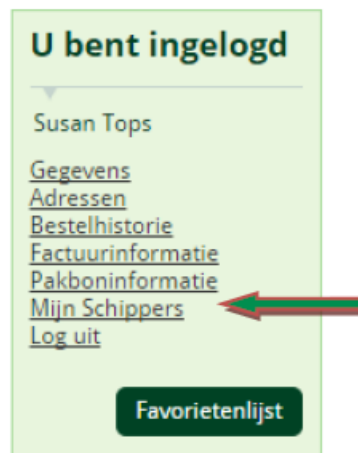 U bent ingelogd
Susan Tops
Gegevens
Adressen
Bestelhistorie
Factuurinformatie
Pakboninformatie
Mijn Schippers
Log uit
Favorietenlijst